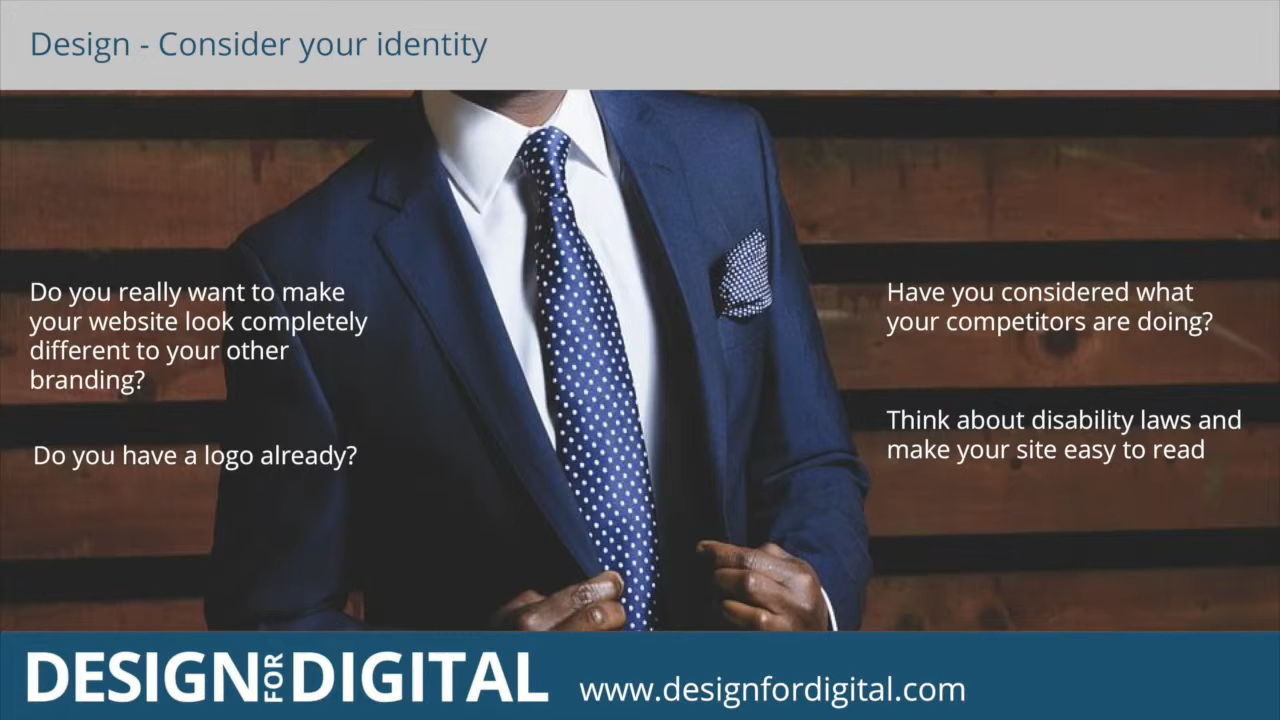 Design - Consider your identity
Do you really want to make
your website look completely
different to your other
branding?
Do you have a logo already?
Have you considered what
your competitors are doing?
Think about disability laws and
make your site easy to read
DESIGN FOR DIGITAL
www.designfordigital.com